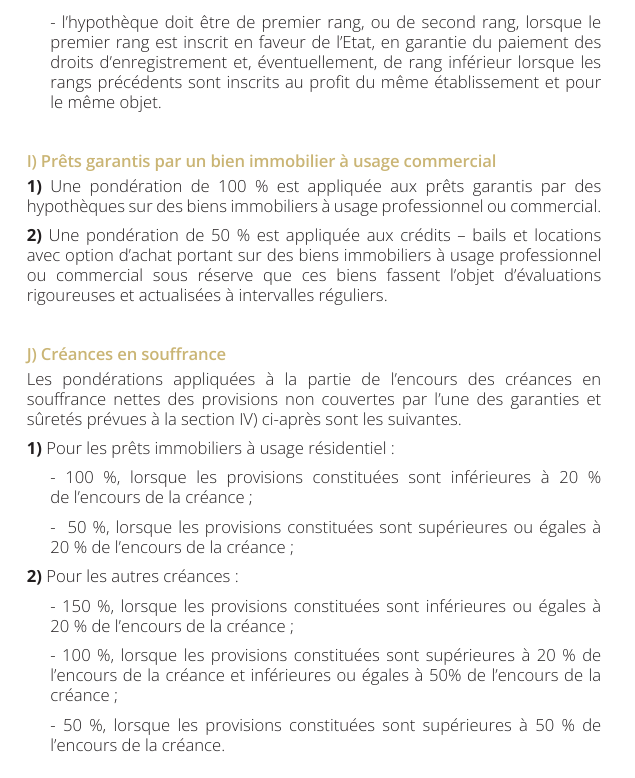 - l’hypothèque doit être de premier rang, ou de second rang, lorsque le
premier rang est inscrit en faveur de l’Etat, en garantie du paiement des
droits d’enregistrement et, éventuellement, de rang inférieur lorsque les
rangs précédents sont inscrits au profit du même établissement et pour
le même objet.
I) Prêts garantis par un bien immobilier à usage commercial
1) Une pondération de 100 % est appliquée aux prêts garantis par des
hypothèques sur des biens immobiliers à usage professionnel ou commercial.
2) Une pondération de 50 % est appliquée aux crédits – bails et locations
avec option d’achat portant sur des biens immobiliers à usage professionnel
ou commercial sous réserve que ces biens fassent l’objet d’évaluations
rigoureuses et actualisées à intervalles réguliers.
J) Créances en souffrance
Les pondérations appliquées à la partie de l’encours des créances en
souffrance nettes des provisions non couvertes par l’une des garanties et
sûretés prévues à la section IV) ci-après sont les suivantes.
1) Pour les prêts immobiliers à usage résidentiel :
- 100 %, lorsque les provisions constituées sont inférieures à 20 %
de l’encours de la créance ;
- 50 %, lorsque les provisions constituées sont supérieures ou égales à
20 % de l’encours de la créance ;
2) Pour les autres créances :
- 150 %, lorsque les provisions constituées sont inférieures ou égales à
20 % de l’encours de la créance ;
- 100 %, lorsque les provisions constituées sont supérieures à 20 % de
l’encours de la créance et inférieures ou égales à 50% de l’encours de la
créance ;
- 50 %, lorsque les provisions constituées sont supérieures à 50 % de
l’encours de la créance.